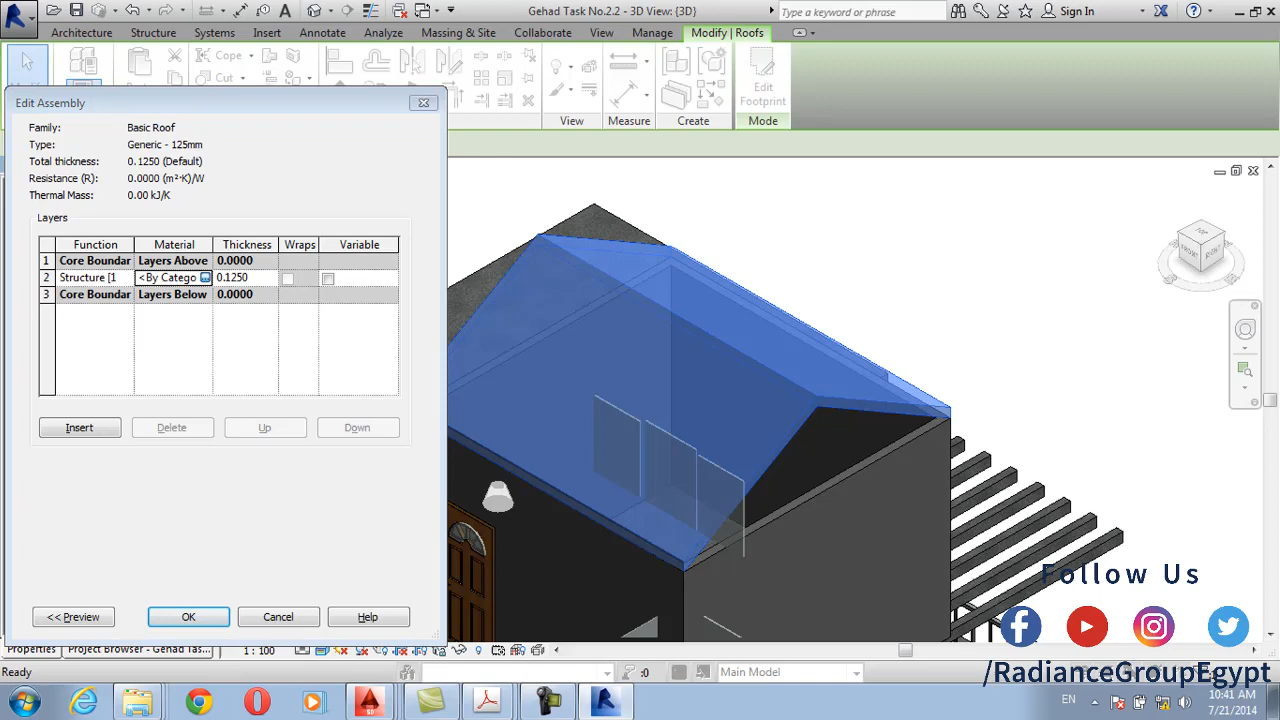 Gehad Task No.2.2 - 3D View: {3D}
Type a keyword or phrase
Sign In
Architecture Structure Systems Insert Annotate Analyze Massing & Site Collaborate View Manage Modify | Roofs
Cope
Cut
Edit
Footprint
View Measure Create Mode
Edit Assembly
Family: Basic Roof
Type: Generic - 125mm
Total thickness: 0.1250 (Default)
Resistance (R): 0.0000 (m²·K)/W
Thermal Mass: 0.00 kJ/K
Layers
Function Material Thickness Wraps Variable
1 Core Boundar Layers Above 0.0000
2 Structure [1 <By Catego 0.1250
3 Core Boundar Layers Below 0.0000
Insert Delete Up Down
<< Preview OK Cancel Help
Properties Project Browser - Gehad Tas... 1 : 100
Ready :0 Main Model
Follow Us
/RadianceGroupEgypt
EN
10:41 AM
7/21/2014